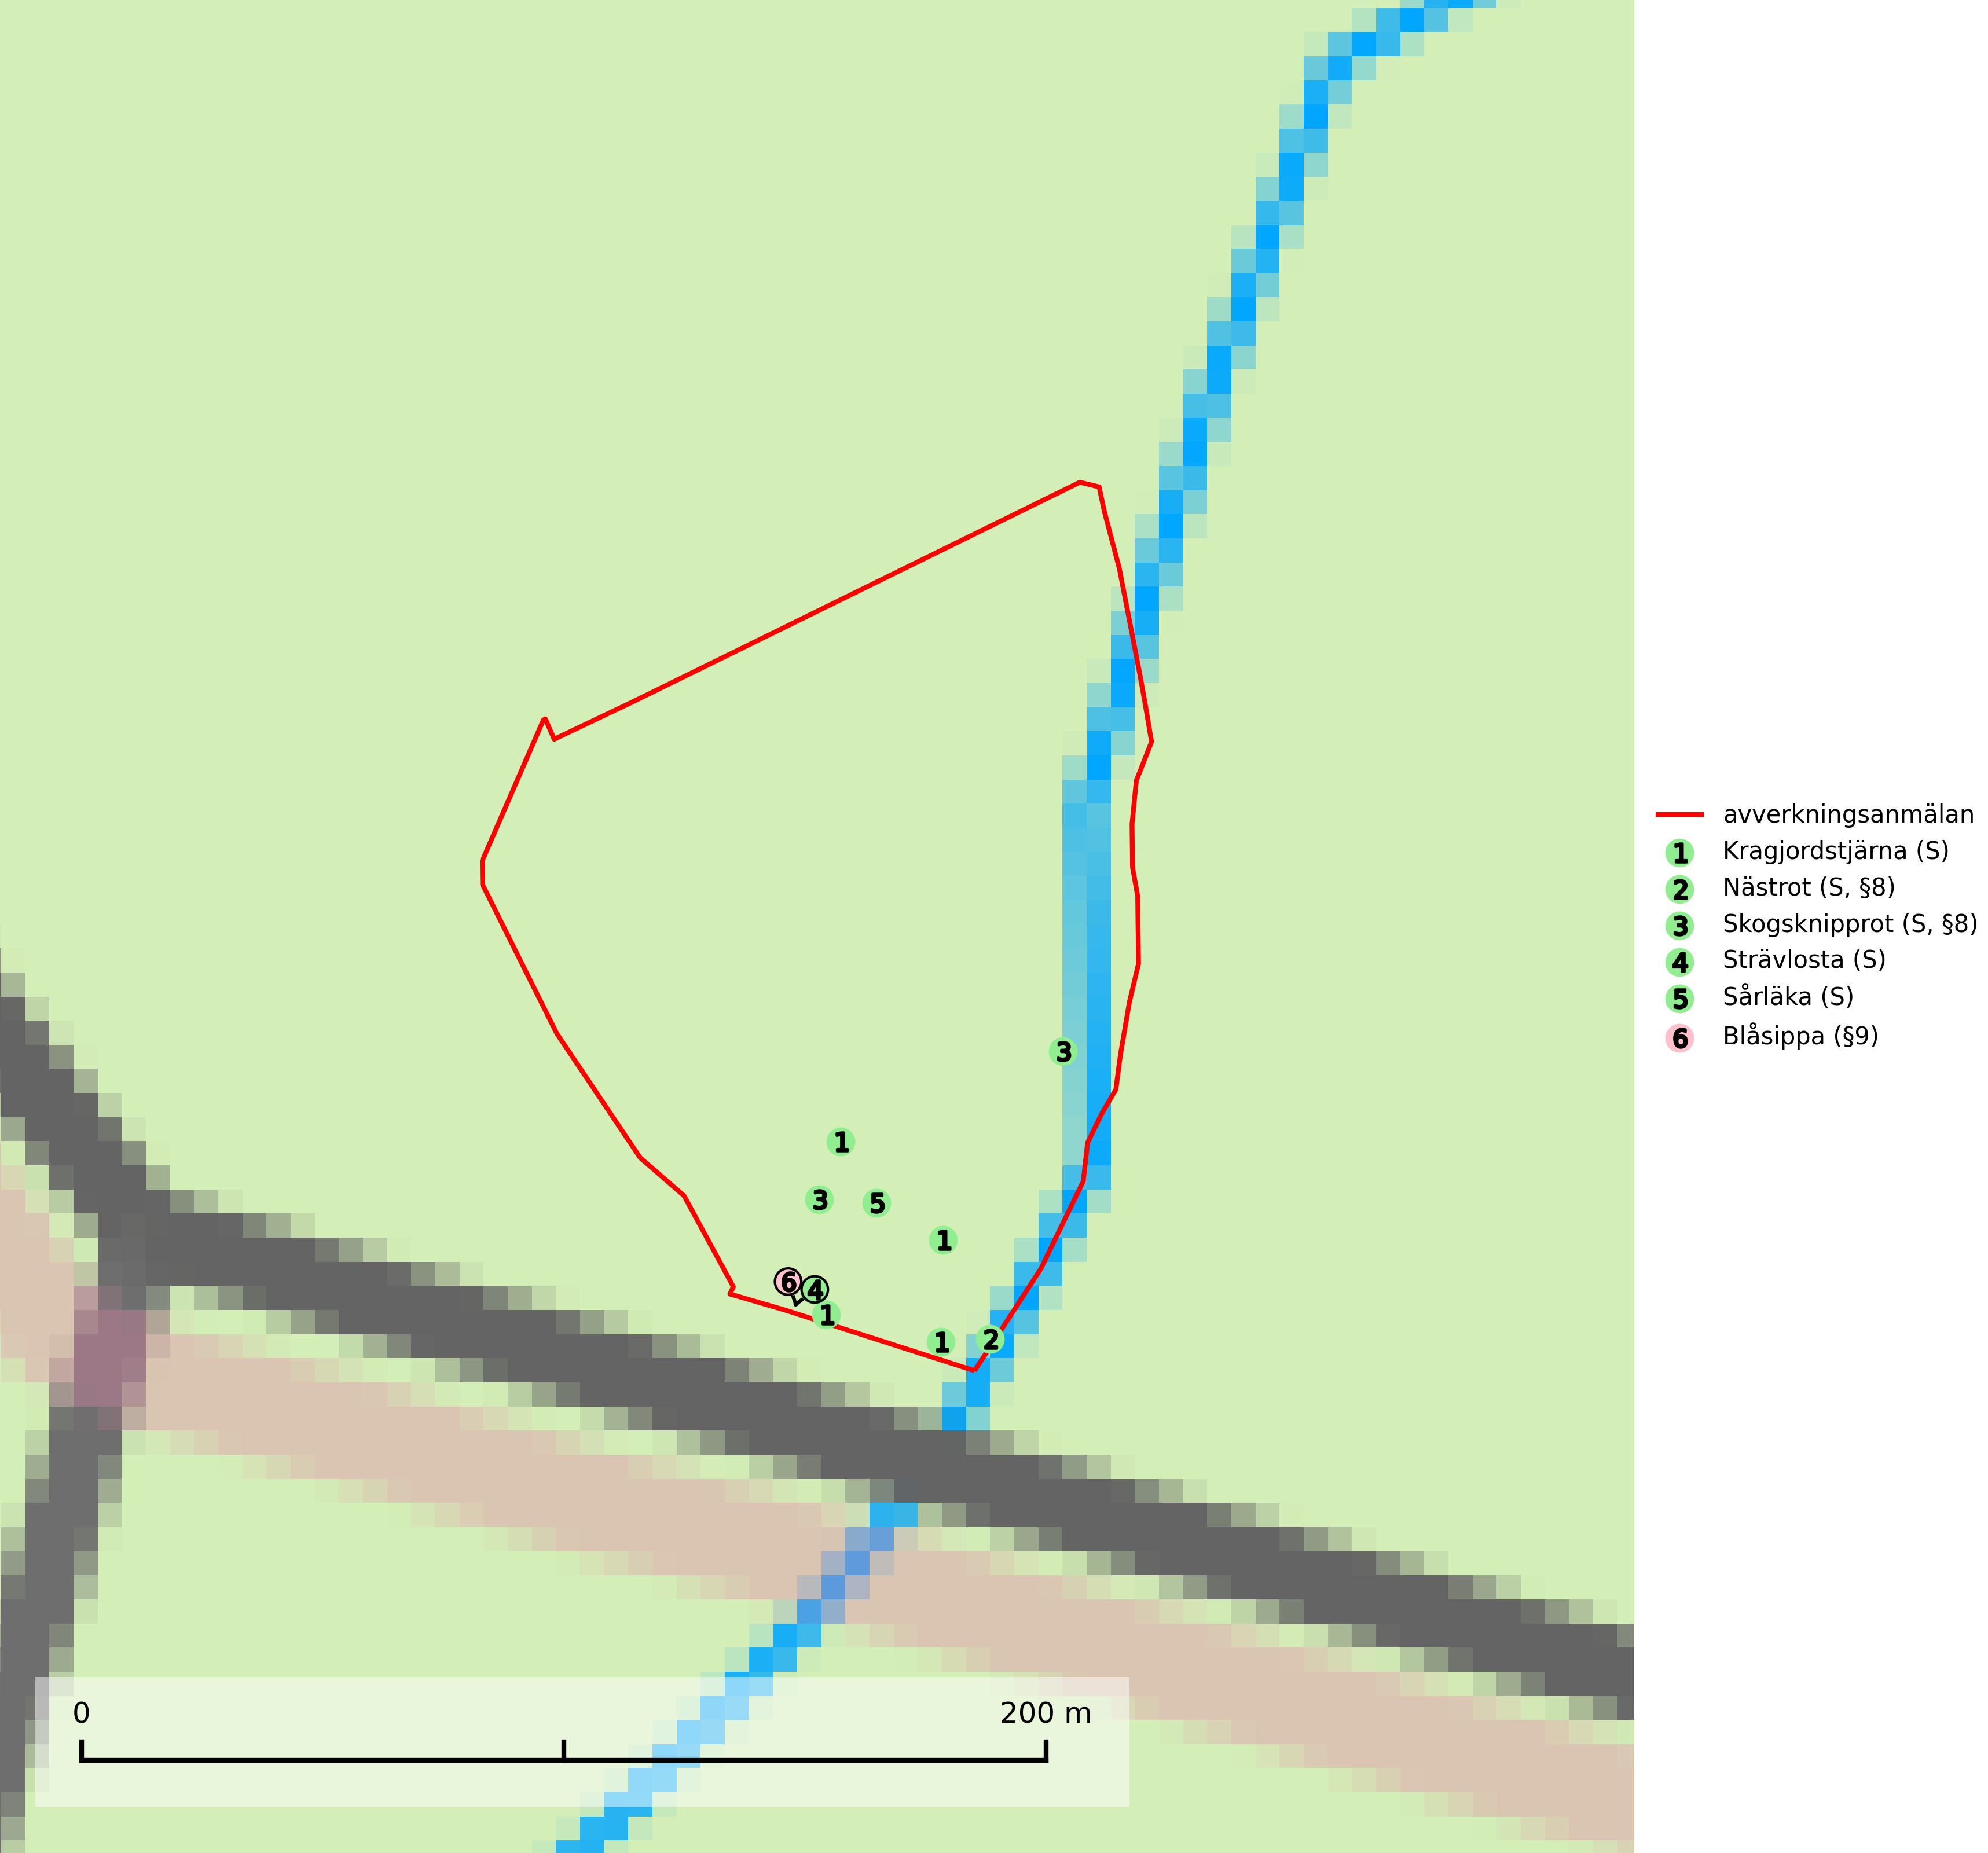 3
1
3
5
1
6
4
1
1
2
0 200 m
avverkningsanmälan
1 Kragjordstjärna (S)
2 Nästrot (S, §8)
3 Skogsknipprot (S, §8)
4 Strävlosta (S)
5 Sårläka (S)
6 Blåsippa (§9)